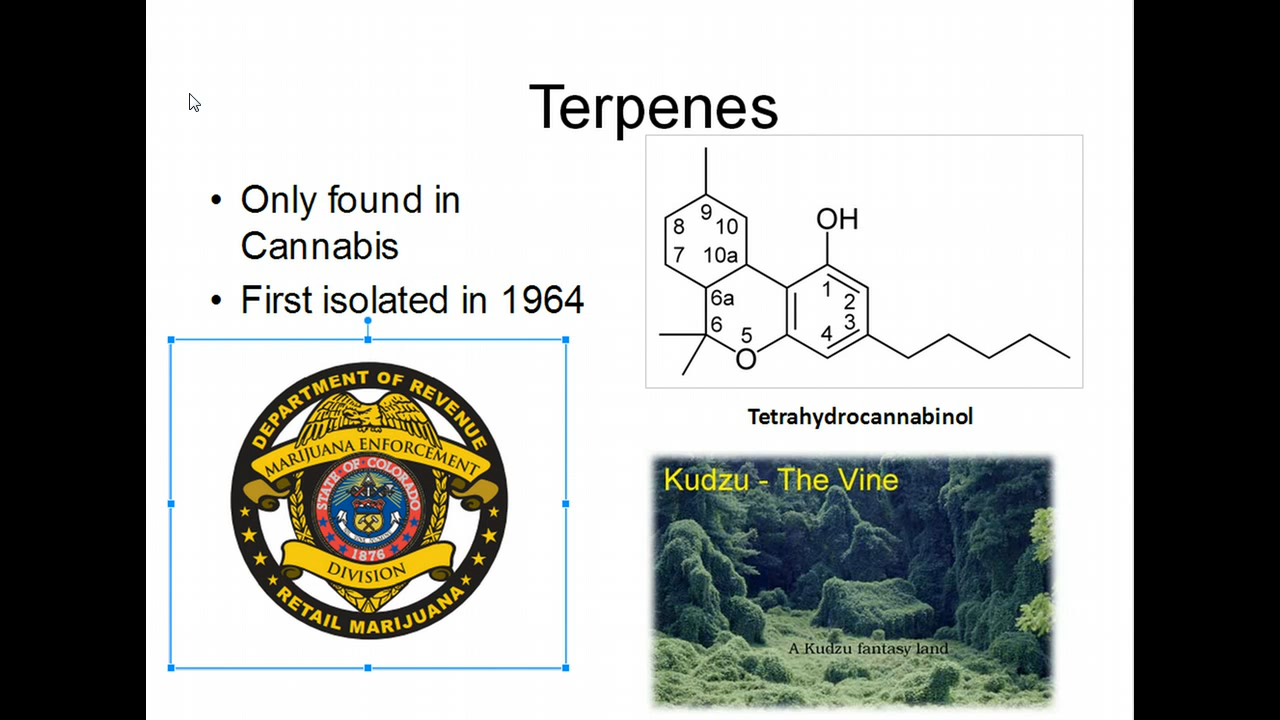 Terpenes
• Only found in
Cannabis
• First isolated in 1964
9
8
10
7
10a
6a
6
5
O
OH
1
2
3
4
Tetrahydrocannabinol
DEPARTMENT OF REVENUE
MARIJUANA ENFORCEMENT
STATE OF COLORADO
1876
DIVISION
RETAIL MARIJUANA
Kudzu - The Vine
A Kudzu fantasy land